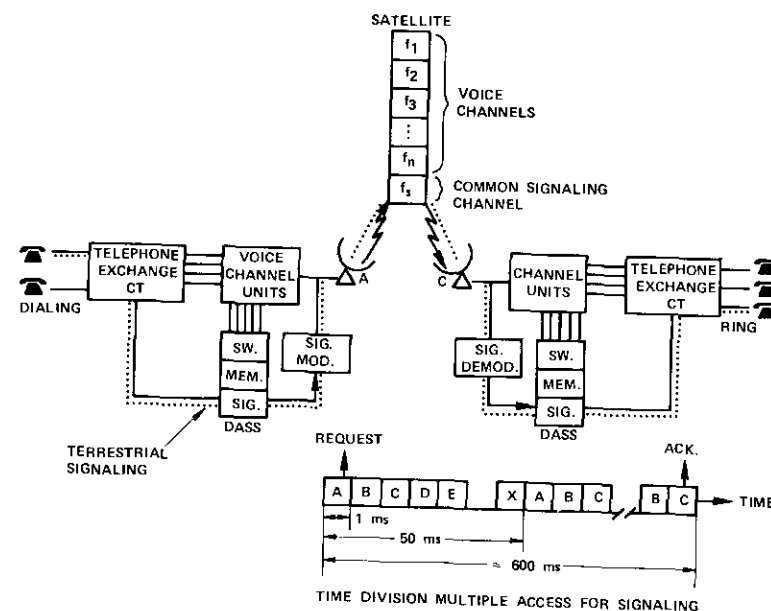 SATELLITE
f1
f2
f3
⋮
fn
fs
VOICE
CHANNELS
COMMON SIGNALING
CHANNEL
TELEPHONE
EXCHANGE
CT
VOICE
CHANNEL
UNITS
A
DIALING
SW.
MEM.
SIG.
DASS
SIG.
MOD.
TERRESTRIAL
SIGNALING
C
CHANNEL
UNITS
TELEPHONE
EXCHANGE
CT
RING
SIG.
DEMOD.
SW.
MEM.
SIG.
DASS
REQUEST
ACK.
A B C D E X A B C B C
TIME
1 ms
50 ms
≈ 600 ms
TIME DIVISION MULTIPLE ACCESS FOR SIGNALING